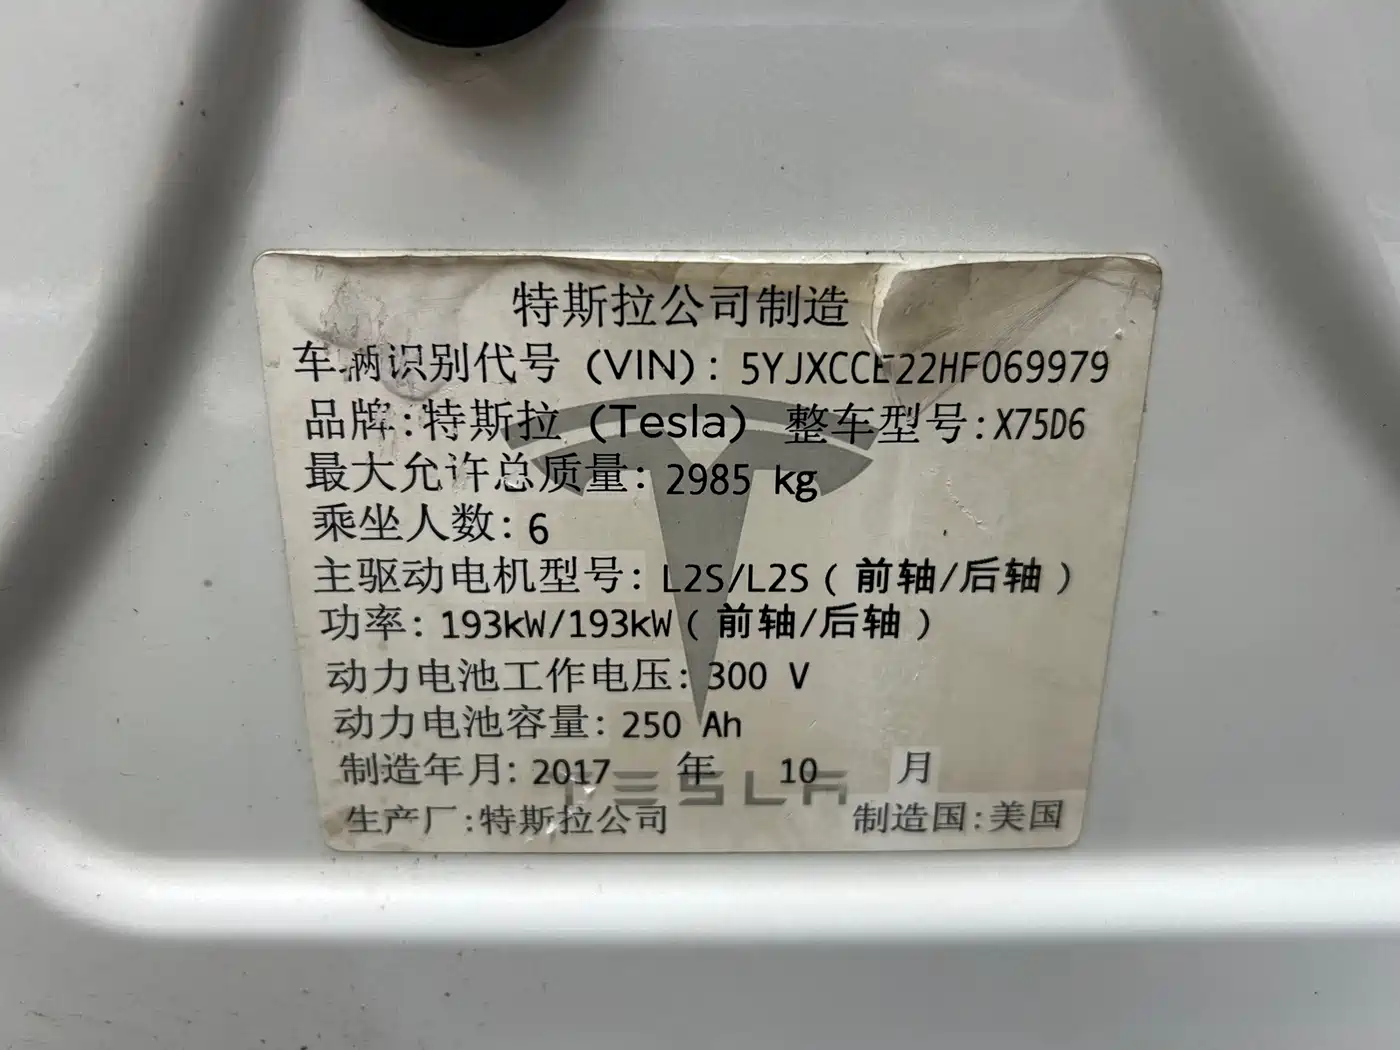 特斯拉公司制造
车辆识别代号 (VIN): 5YJXCCE22HF069979
品牌:特斯拉 (Tesla) 整车型号:X75D6
最大允许总质量: 2985 kg
乘坐人数: 6
主驱动电机型号: L2S/L2S ( 前轴/后轴 )
功率: 193kW/193kW ( 前轴/后轴 )
动力电池工作电压: 300 V
动力电池容量: 250 Ah
制造年月: 2017 年 10 月
TESLA
生产厂:特斯拉公司 制造国:美国